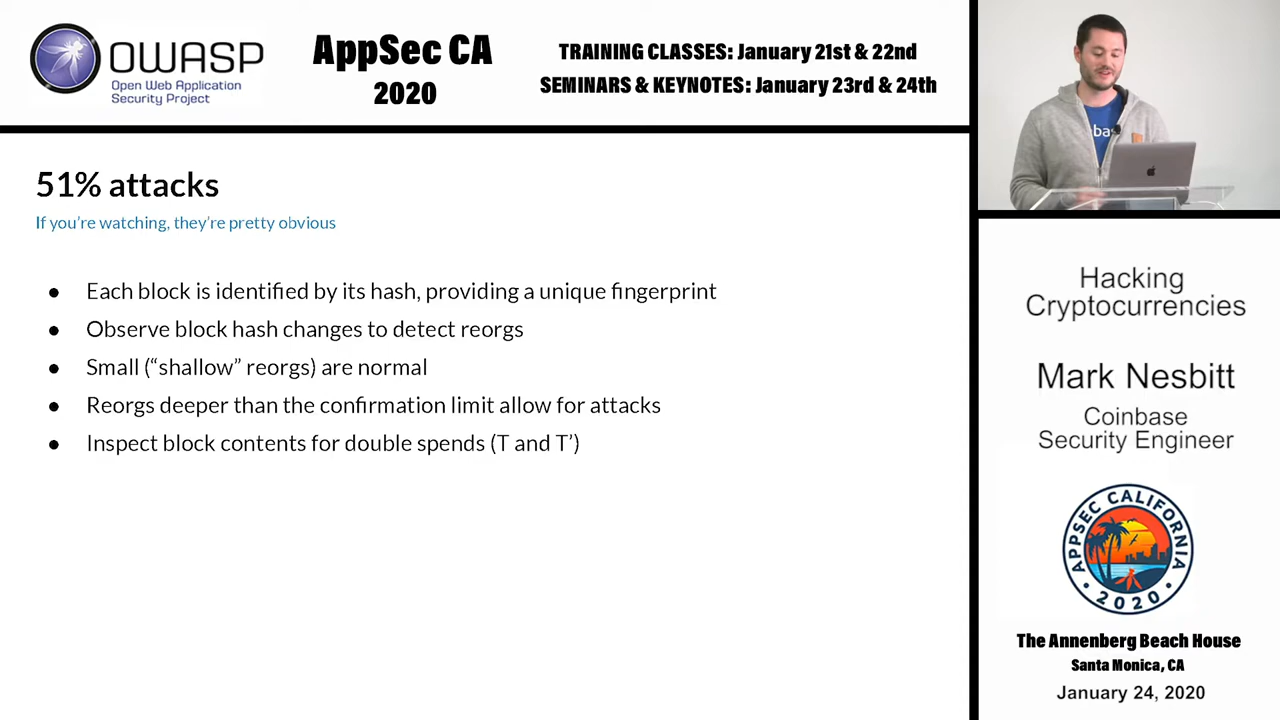 OWASP
Open Web Application
Security Project
AppSec CA
2020
TRAINING CLASSES: January 21st & 22nd
SEMINARS & KEYNOTES: January 23rd & 24th
51% attacks
If you're watching, they're pretty obvious
● Each block is identified by its hash, providing a unique fingerprint
● Observe block hash changes to detect reorgs
● Small (“shallow” reorgs) are normal
● Reorgs deeper than the confirmation limit allow for attacks
● Inspect block contents for double spends (T and T’)
Hacking
Cryptocurrencies
Mark Nesbitt
Coinbase
Security Engineer
APPSEC CALIFORNIA
• 2020 •
The Annenberg Beach House
Santa Monica, CA
January 24, 2020